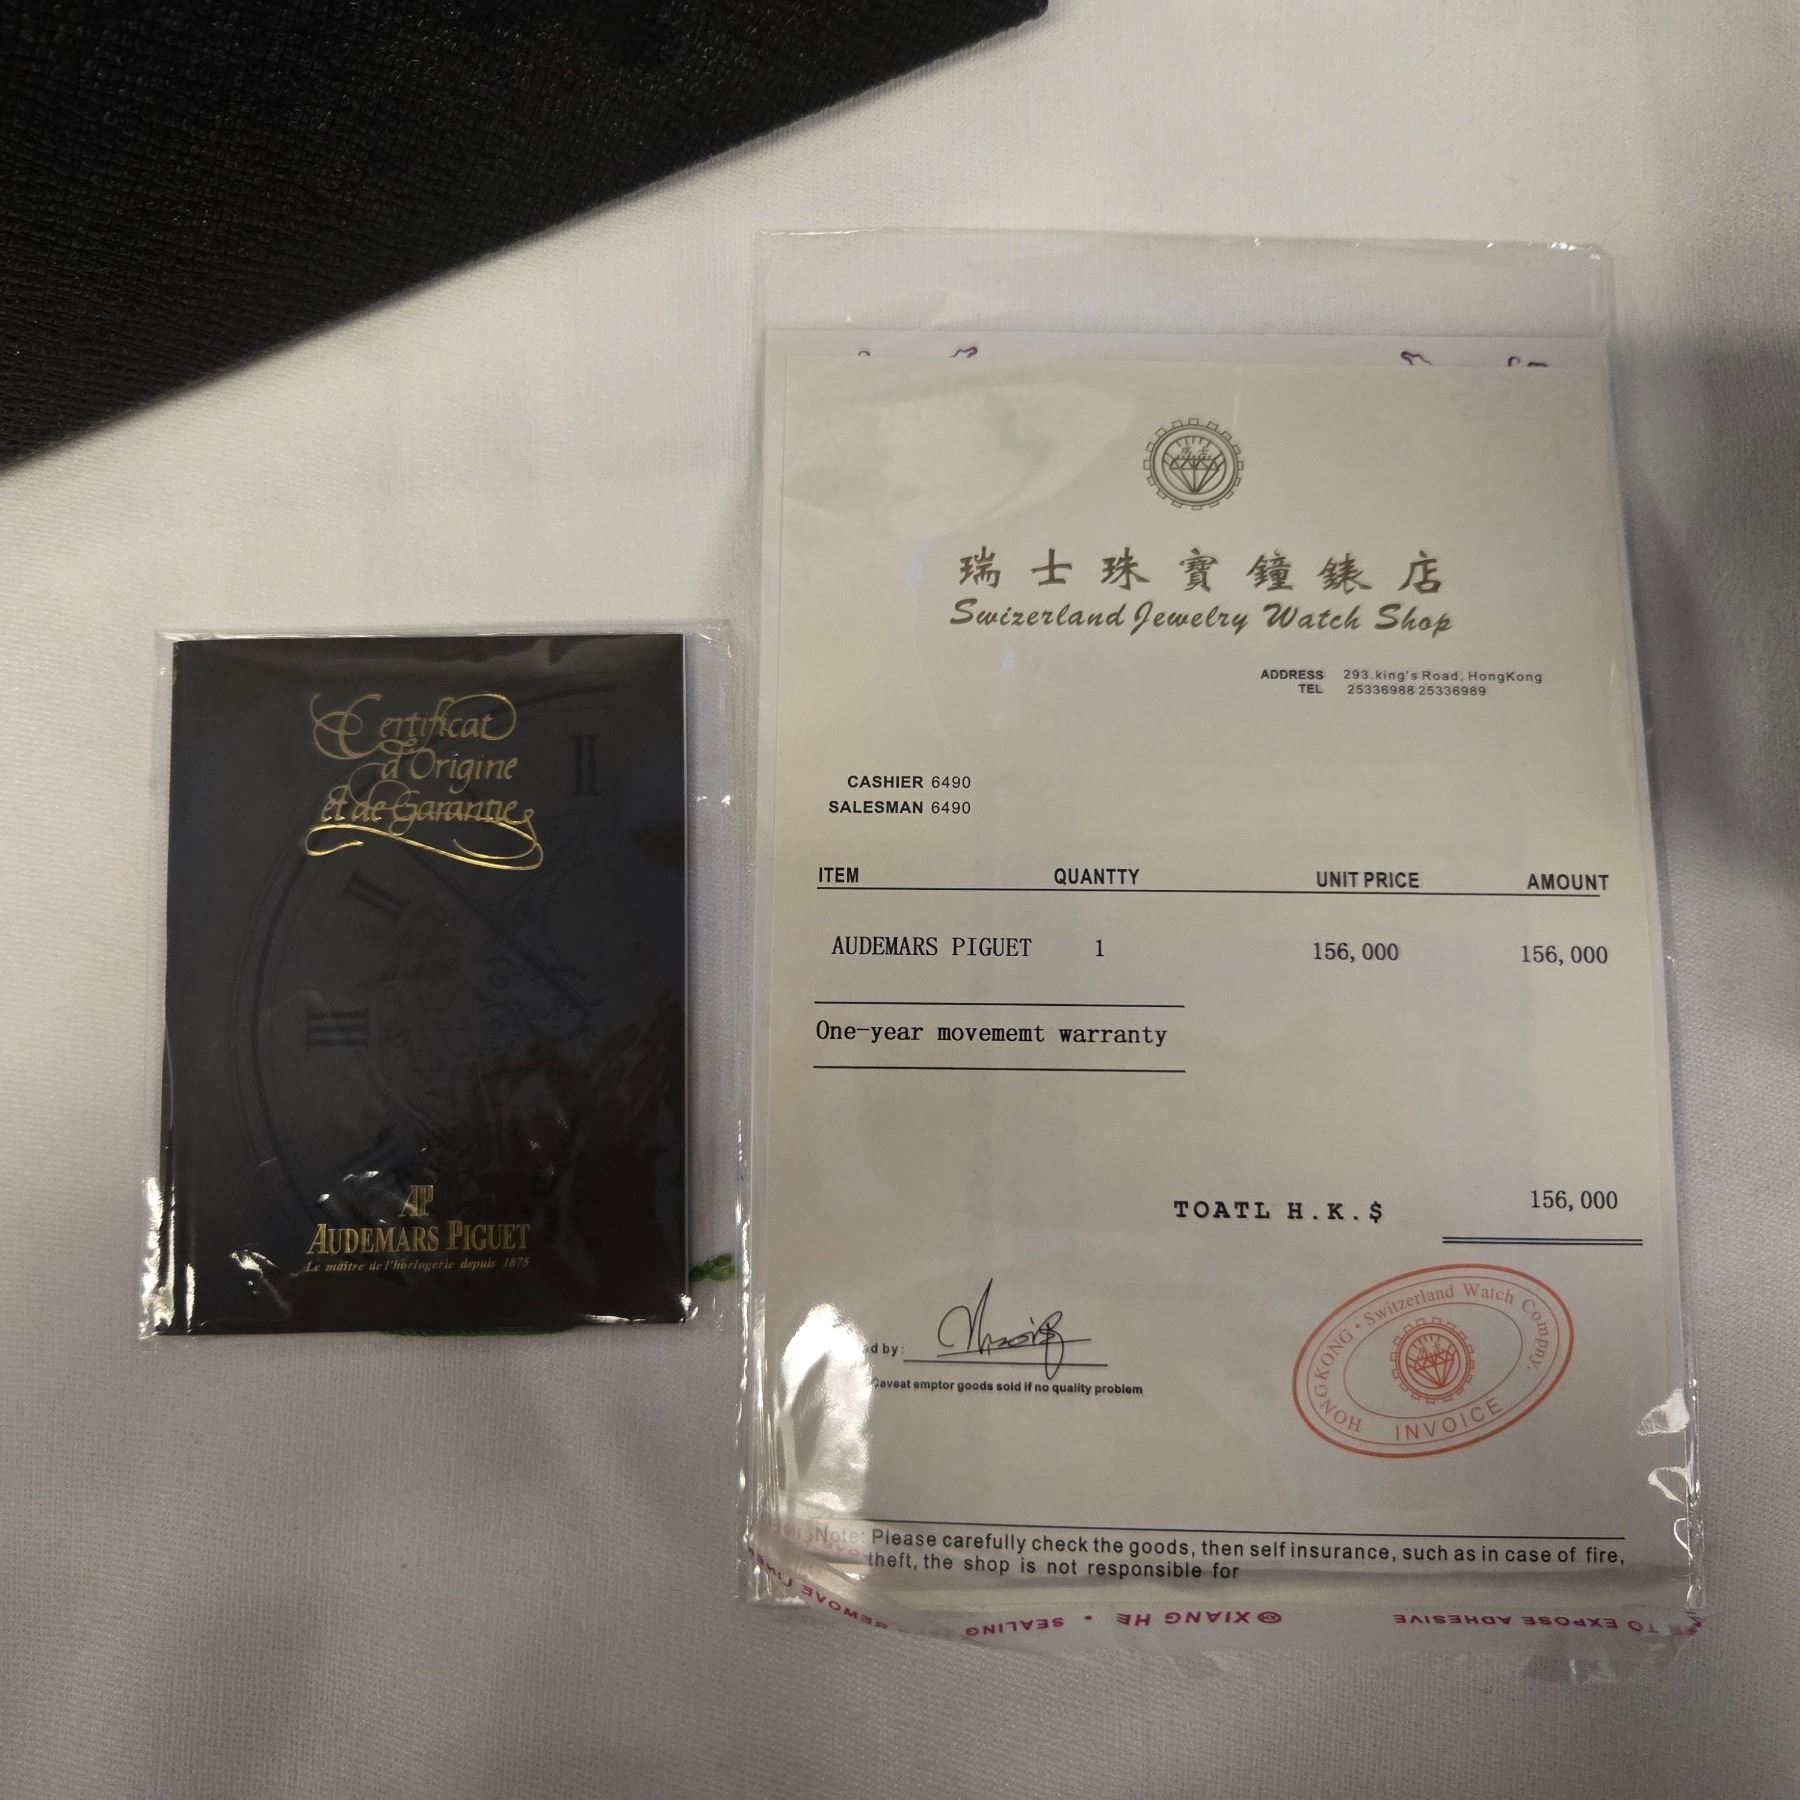 Certificat
d'Origine
et de Garantie
AP
AUDEMARS PIGUET
Le maître de l'horlogerie depuis 1875
瑞士珠寶鐘錶店
Swizerland Jewelry Watch Shop
ADDRESS 293.king's Road, HongKong
TEL 25336988 25336989
CASHIER 6490
SALESMAN 6490
ITEM QUANTTY UNIT PRICE AMOUNT
AUDEMARS PIGUET 1 156,000 156,000
One-year movememt warranty
TOATL H.K.$ 156,000
d by:
Caveat emptor goods sold if no quality problem
HONGKONG • Switzerland Watch Comppny.
INVOICE
Note: Please carefully check the goods, then self insurance, such as in case of fire,
theft, the shop is not responsible for
TO EXPOSE ADHESIVE XIANG HE • SEALING